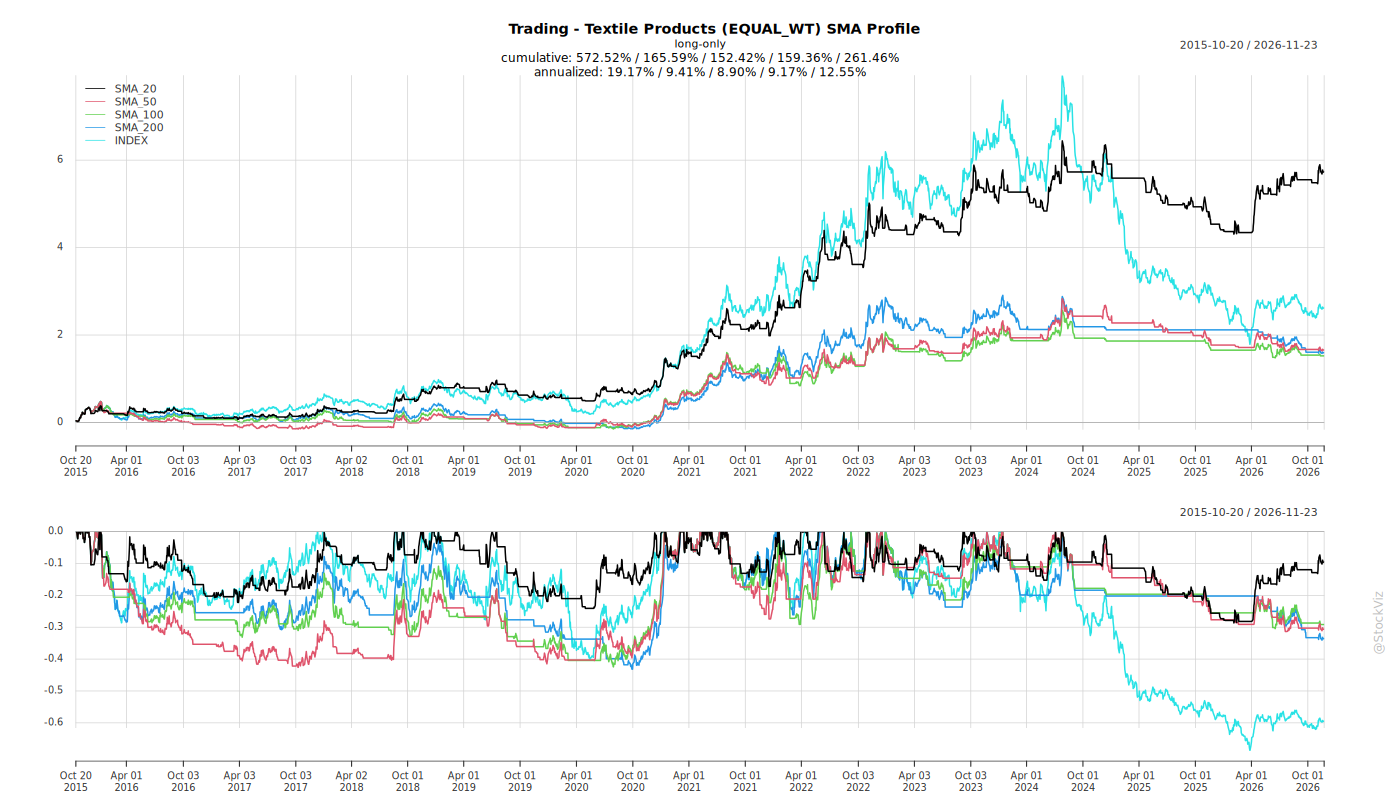 Trading - Textile Products (EQUAL_WT) SMA Profile
long-only
2015-10-20 / 2026-11-23
cumulative: 572.52% / 165.59% / 152.42% / 159.36% / 261.46%
annualized: 19.17% / 9.41% / 8.90% / 9.17% / 12.55%
SMA_20
SMA_50
SMA_100
SMA_200
INDEX
6
4
2
0
Oct 20 Apr 01 Oct 03 Apr 03 Oct 03 Apr 02 Oct 01 Apr 01 Oct 01 Apr 01 Oct 01 Apr 01 Oct 01 Apr 01 Oct 03 Apr 03 Oct 03 Apr 01 Oct 01 Apr 01 Oct 01 Apr 01 Oct 01
2015 2016 2016 2017 2017 2018 2018 2019 2019 2020 2020 2021 2021 2022 2022 2023 2023 2024 2024 2025 2025 2026 2026
2015-10-20 / 2026-11-23
0.0
-0.1
-0.2
-0.3
-0.4
-0.5
-0.6
Oct 20 Apr 01 Oct 03 Apr 03 Oct 03 Apr 02 Oct 01 Apr 01 Oct 01 Apr 01 Oct 01 Apr 01 Oct 01 Apr 01 Oct 03 Apr 03 Oct 03 Apr 01 Oct 01 Apr 01 Oct 01 Apr 01 Oct 01
2015 2016 2016 2017 2017 2018 2018 2019 2019 2020 2020 2021 2021 2022 2022 2023 2023 2024 2024 2025 2025 2026 2026
@StockViz